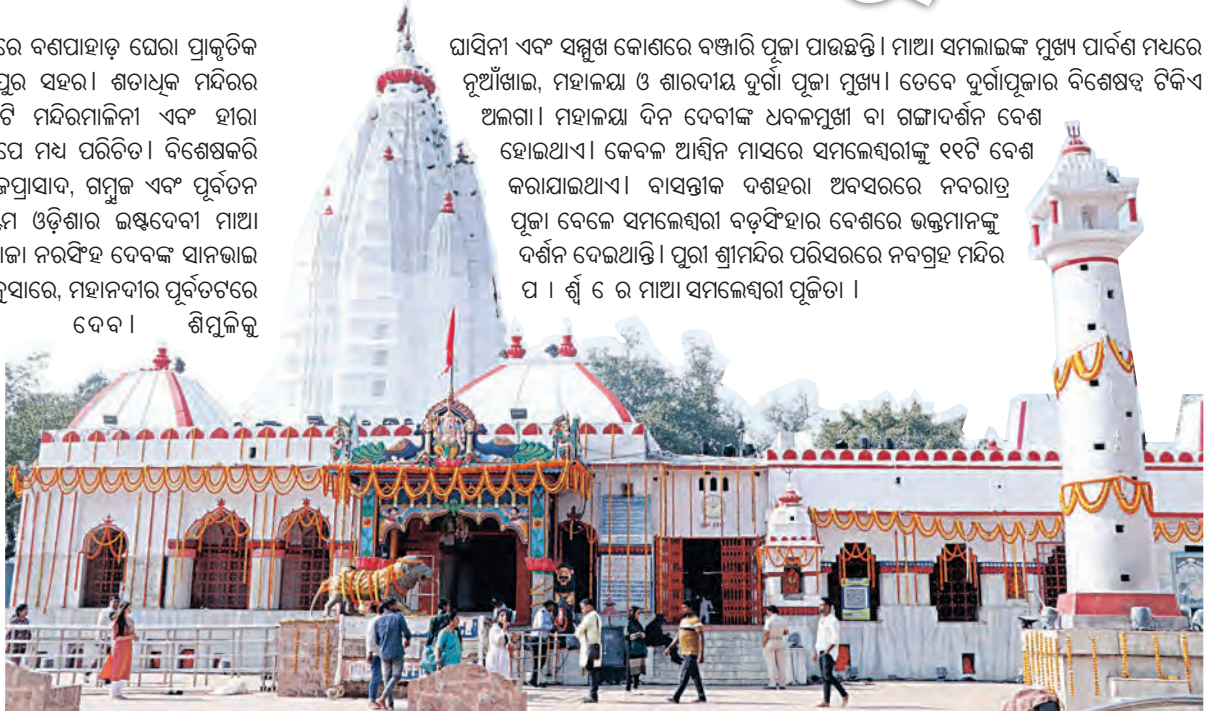 ରେ ବଣପାହାଡ଼ ଘେରା ପ୍ରାକୃତିକ
ପୁର ସହର। ଶତାଧିକ ମନ୍ଦିରର
ଟି ମନ୍ଦିରମାଳିନୀ ଏବଂ ହୀରା
ପେ ମଧ୍ୟ ପରିଚିତ। ବିଶେଷକରି
ଜପ୍ରାସାଦ, ଗମ୍ବୁଜ ଏବଂ ପୂର୍ବତନ
ମ ଓଡ଼ିଶାର ଇଷ୍ଟଦେବୀ ମାଆ
ାଜା ନରସିଂହ ଦେବଙ୍କ ସାନଭାଇ
ନୁସାରେ, ମହାନଦୀର ପୂର୍ବତଟରେ
ଦେବ। ଶିମୁଳିକୁ
ଘାସିନୀ ଏବଂ ସମ୍ମୁଖ କୋଣରେ ବଞ୍ଜାରି ପୂଜା ପାଉଛନ୍ତି। ମାଆ ସମଲାଇଙ୍କ ମୁଖ୍ୟ ପାର୍ବଣ ମଧ୍ୟରେ
ନୂଆଁଖାଇ, ମହାଳୟା ଓ ଶାରଦୀୟ ଦୁର୍ଗା ପୂଜା ମୁଖ୍ୟ। ତେବେ ଦୁର୍ଗାପୂଜାର ବିଶେଷତ୍ୱ ଟିକିଏ
ଅଲଗା। ମହାଳୟା ଦିନ ଦେବୀଙ୍କ ଧବଳମୁଖୀ ବା ଗଙ୍ଗାଦର୍ଶନ ବେଶ
ହୋଇଥାଏ। କେବଳ ଆଶ୍ୱିନ ମାସରେ ସମଲେଶ୍ୱରୀଙ୍କୁ ୧୧ଟି ବେଶ
କରାଯାଇଥାଏ। ବାସନ୍ତୀକ ଦଶହରା ଅବସରରେ ନବରାତ୍ର
ପୂଜା ବେଳେ ସମଲେଶ୍ୱରୀ ବଡ଼ସିଂହାର ବେଶରେ ଭକ୍ତମାନଙ୍କୁ
ଦର୍ଶନ ଦେଇଥାନ୍ତି। ପୁରୀ ଶ୍ରୀମନ୍ଦିର ପରିସରରେ ନବଗ୍ରହ ମନ୍ଦିର
ପାର୍ଶ୍ୱରେ ମାଆ ସମଲେଶ୍ୱରୀ ପୂଜିତା।